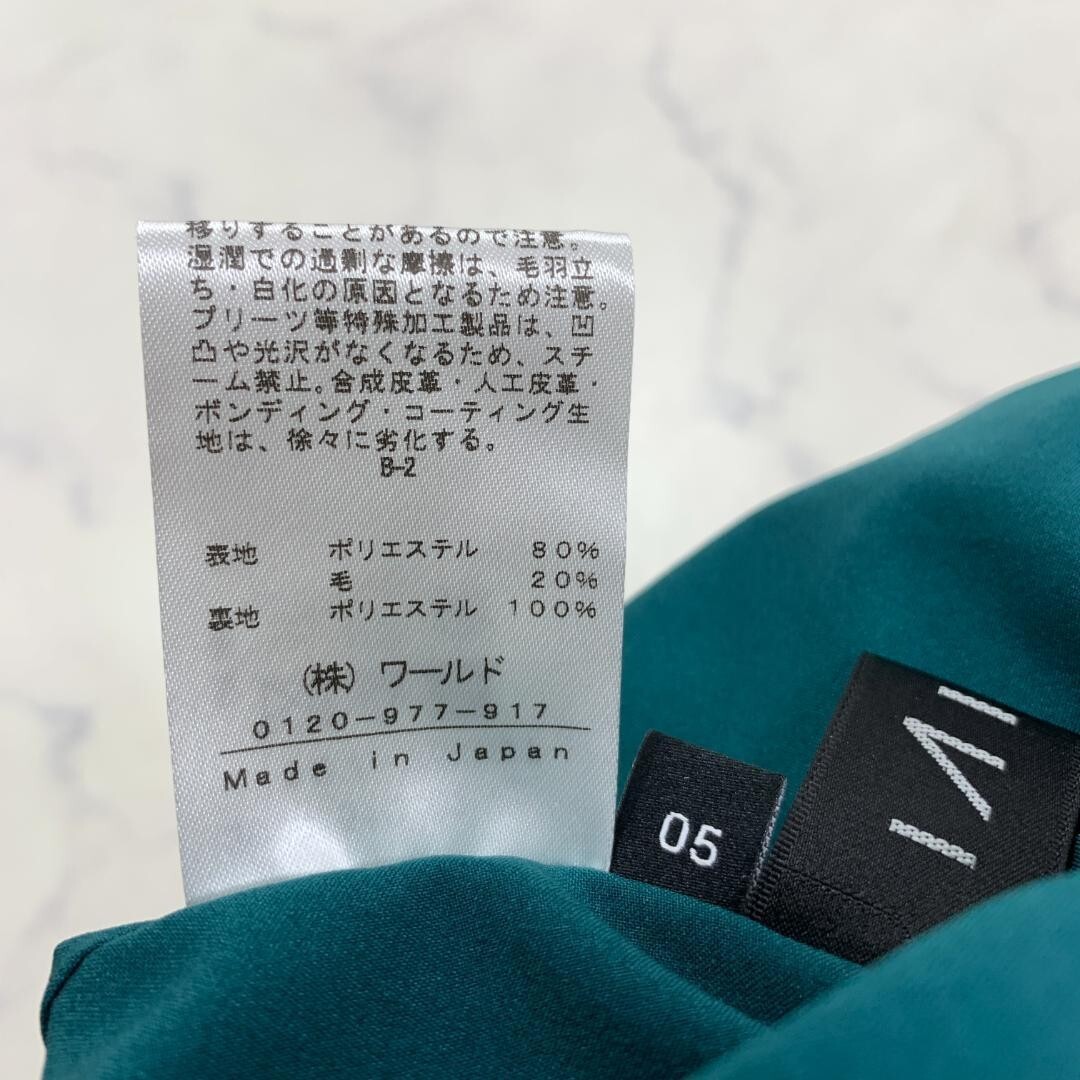 移りすることがあるので注意。
湿潤での過剰な摩擦は、毛羽立
ち・白化の原因となるため注意。
プリーツ等特殊加工製品は、凹
凸や光沢がなくなるため、スチ
ーム禁止。合成皮革・人工皮革・
ボンディング・コーティング生
地は、徐々に劣化する。
B-2
表地 ポリエステル 80%
毛 20%
裏地 ポリエステル 100%
(株) ワールド
0120-977-917
Made in Japan
05